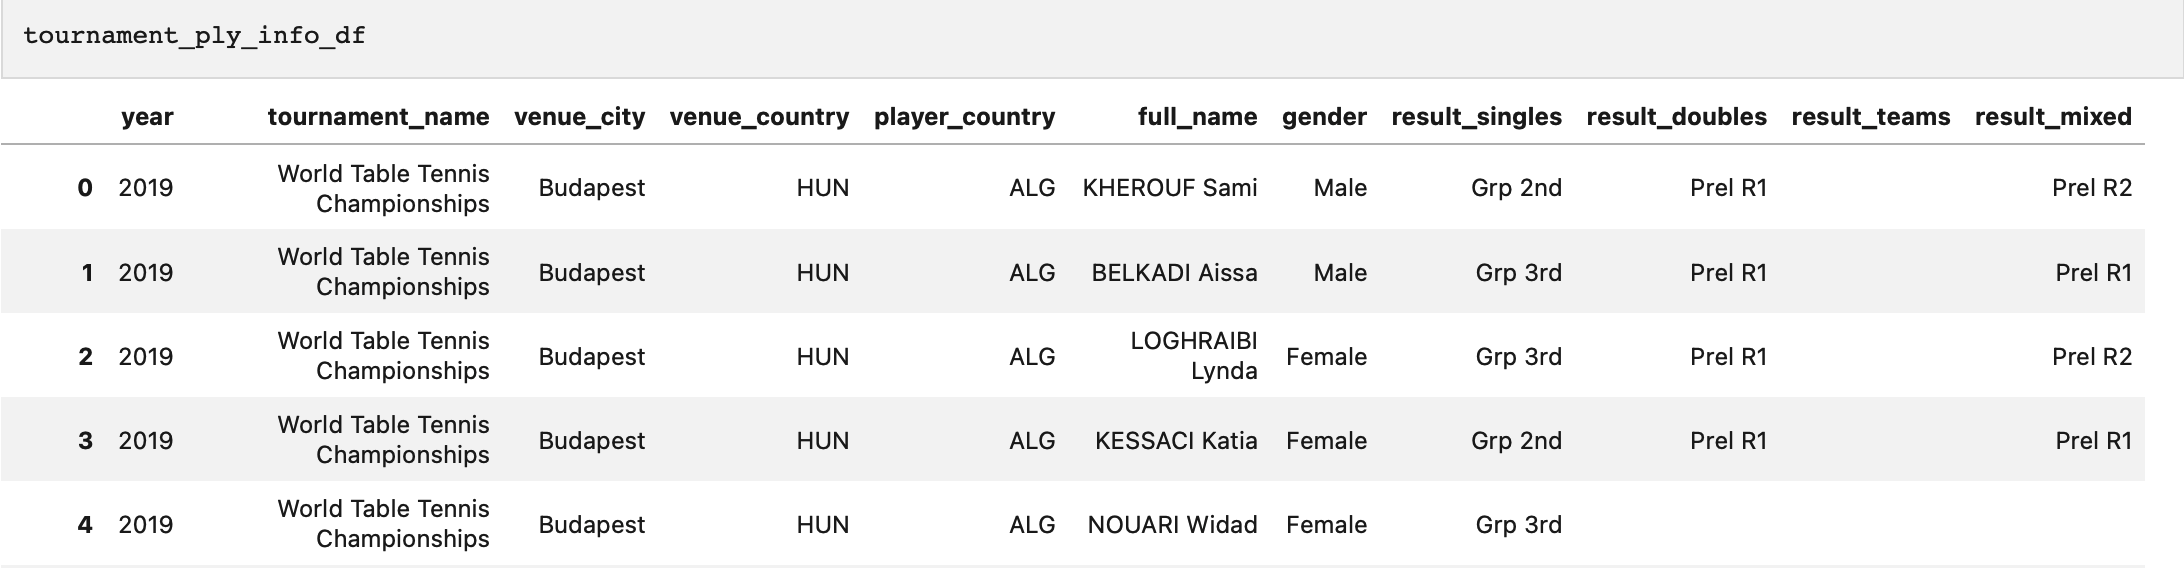 tournament_ply_info_df
year tournament_name venue_city venue_country player_country full_name gender result_singles result_doubles result_teams result_mixed
0 2019 World Table Tennis Championships Budapest HUN ALG KHEROUF Sami Male Grp 2nd Prel R1 Prel R2
1 2019 World Table Tennis Championships Budapest HUN ALG BELKADI Aissa Male Grp 3rd Prel R1 Prel R1
2 2019 World Table Tennis Championships Budapest HUN ALG LOGHRAIBI Lynda Female Grp 3rd Prel R1 Prel R2
3 2019 World Table Tennis Championships Budapest HUN ALG KESSACI Katia Female Grp 2nd Prel R1 Prel R1
4 2019 World Table Tennis Championships Budapest HUN ALG NOUARI Widad Female Grp 3rd